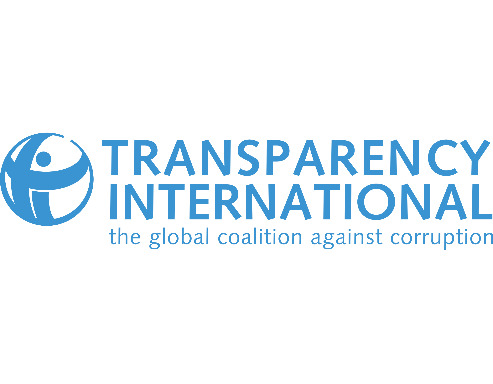 TRANSPARENCY
INTERNATIONAL
the global coalition against corruption